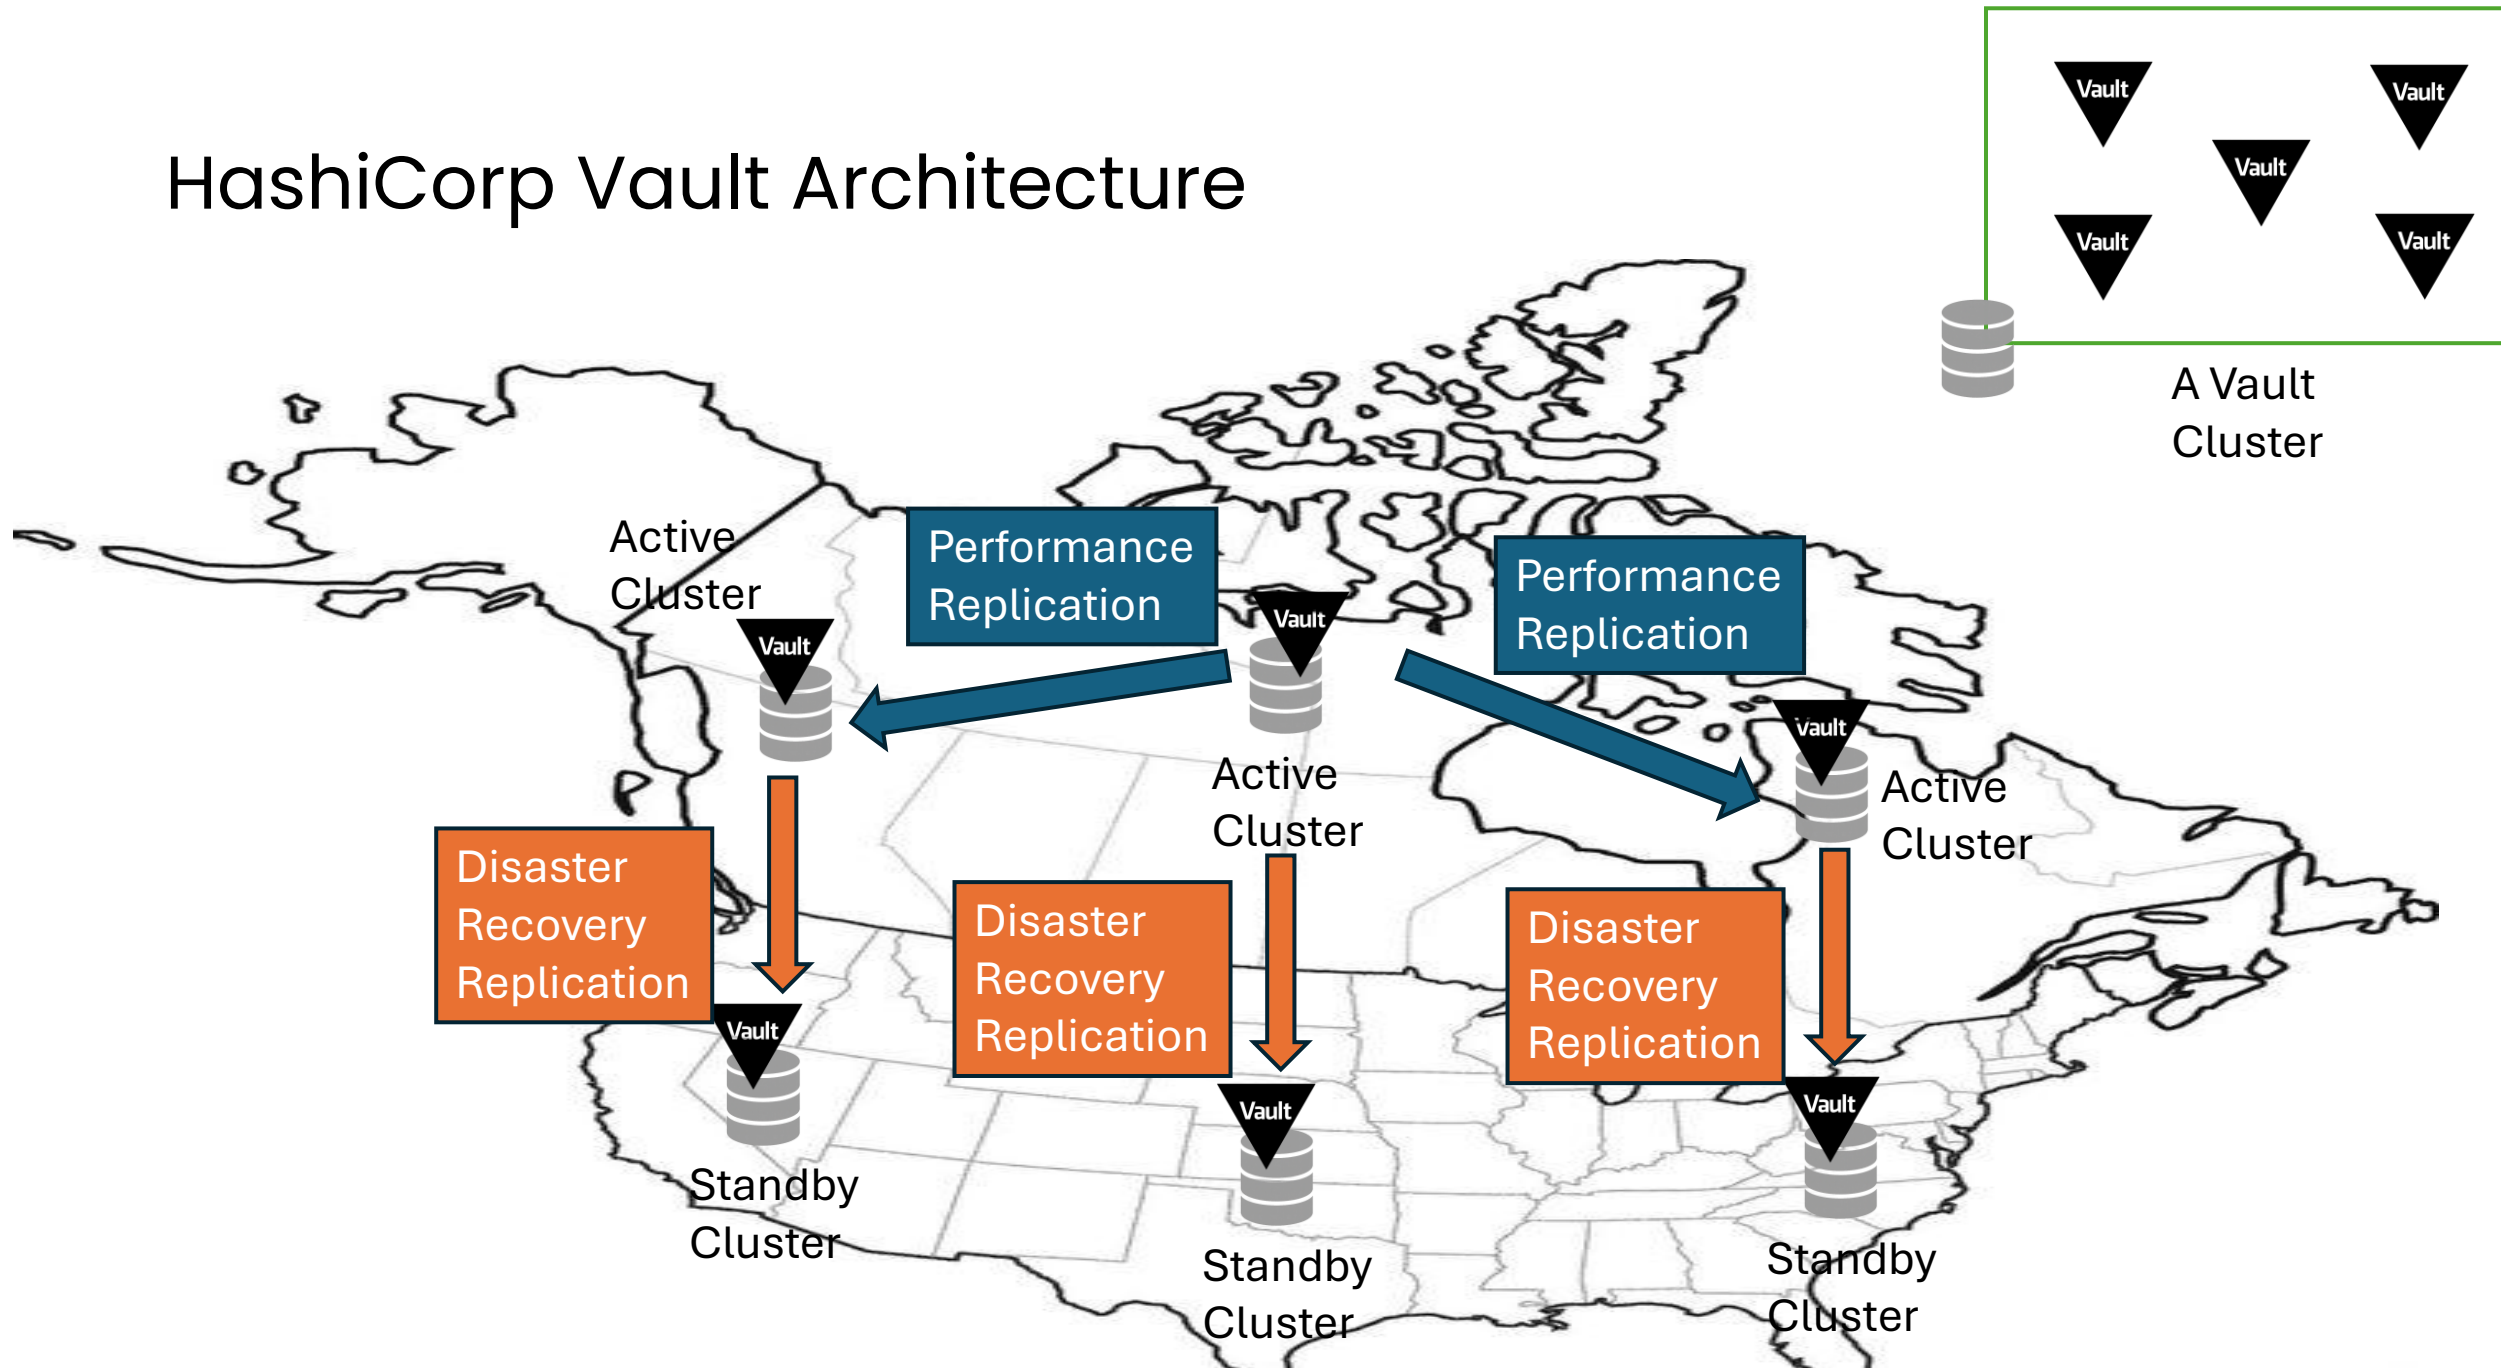 HashiCorp Vault Architecture
Vault
Vault
Vault
Vault
Vault
A Vault
Cluster
Active
Cluster
Vault
Performance
Replication
Vault
Active
Cluster
Performance
Replication
Vault
Active
Cluster
Disaster
Recovery
Replication
Disaster
Recovery
Replication
Disaster
Recovery
Replication
Vault
Standby
Cluster
Vault
Standby
Cluster
Vault
Standby
Cluster